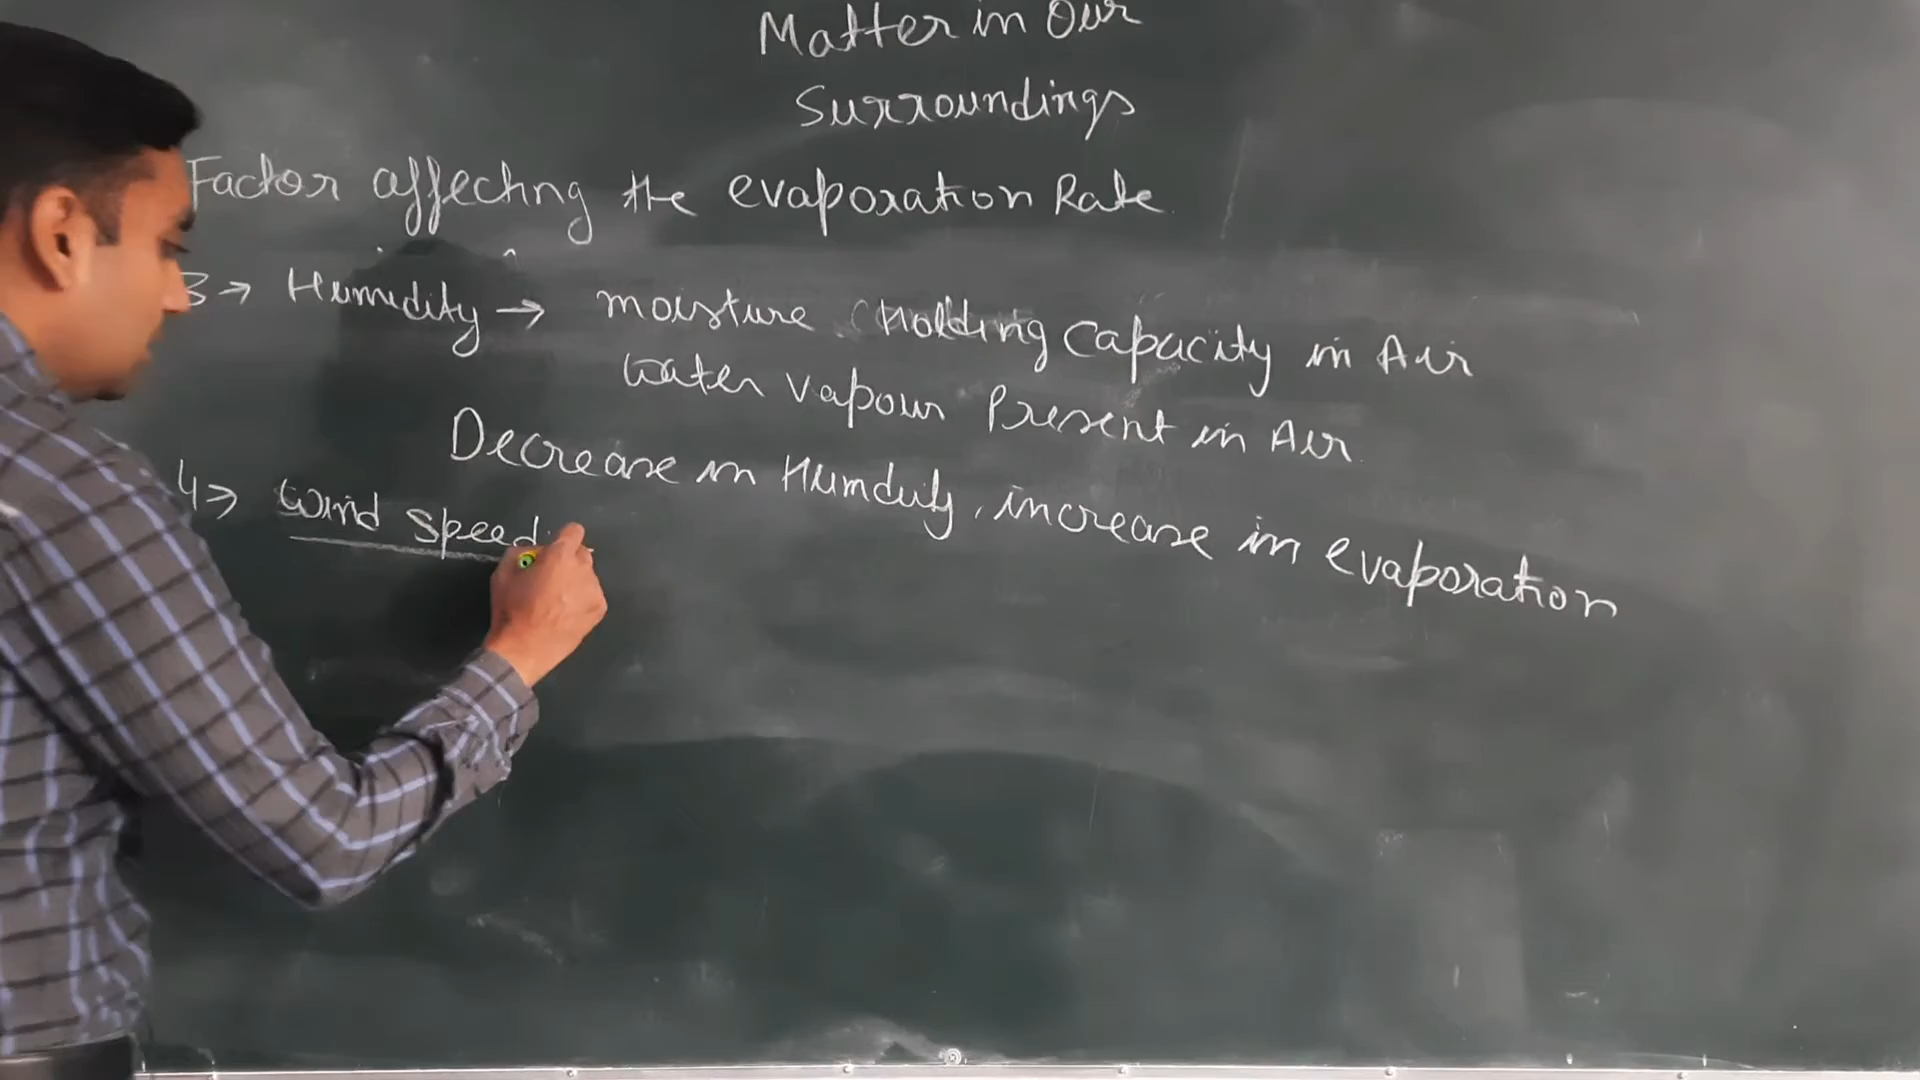 Matter in Our
Surroundings
Factor affecting the evaporation Rate
3→ Humidity → moisture holding Capacity in Air
water vapour Present in Air
Decrease in Humduty, increase in evaporation
4→ Wind Speed